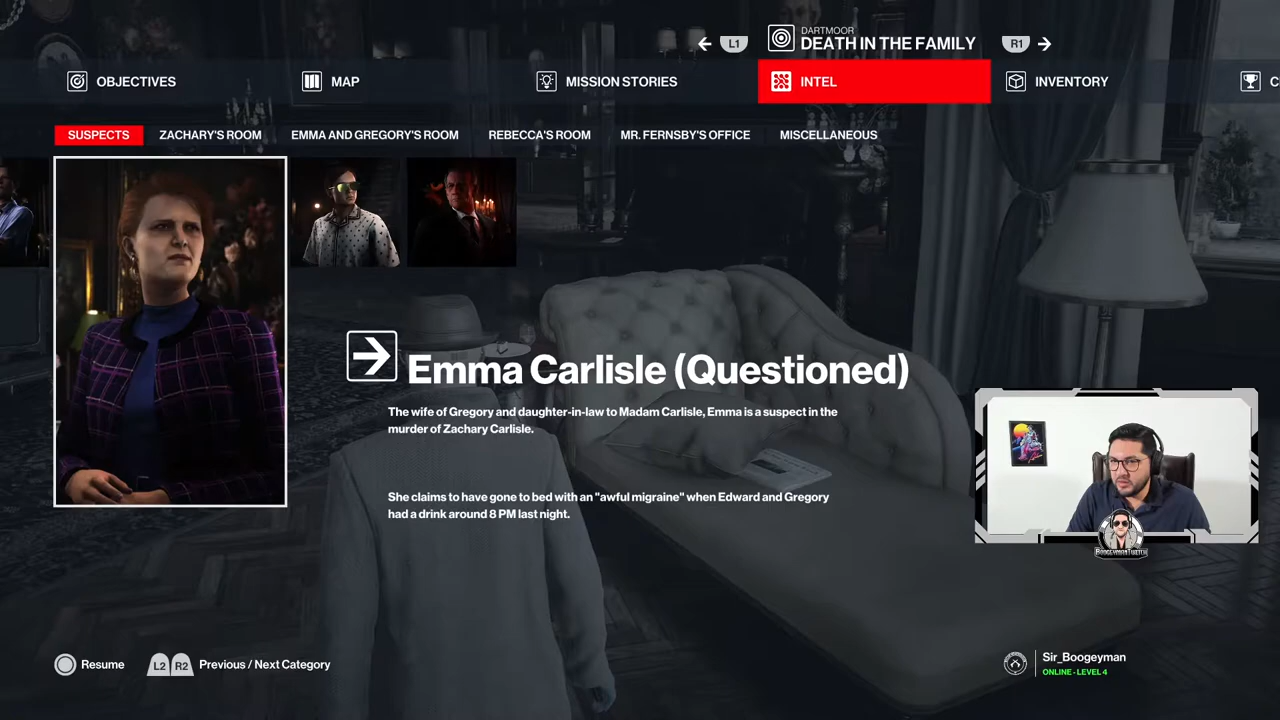 L1
DARTMOOR
DEATH IN THE FAMILY
R1
OBJECTIVES
MAP
MISSION STORIES
INTEL
INVENTORY
C
SUSPECTS
ZACHARY'S ROOM
EMMA AND GREGORY'S ROOM
REBECCA'S ROOM
MR. FERNSBY'S OFFICE
MISCELLANEOUS
Emma Carlisle (Questioned)
The wife of Gregory and daughter-in-law to Madam Carlisle, Emma is a suspect in the
murder of Zachary Carlisle.
She claims to have gone to bed with an "awful migraine" when Edward and Gregory
had a drink around 8 PM last night.
BOOGEYMANTWITCH
Resume
L2 R2 Previous / Next Category
Sir_Boogeyman
ONLINE - LEVEL 4